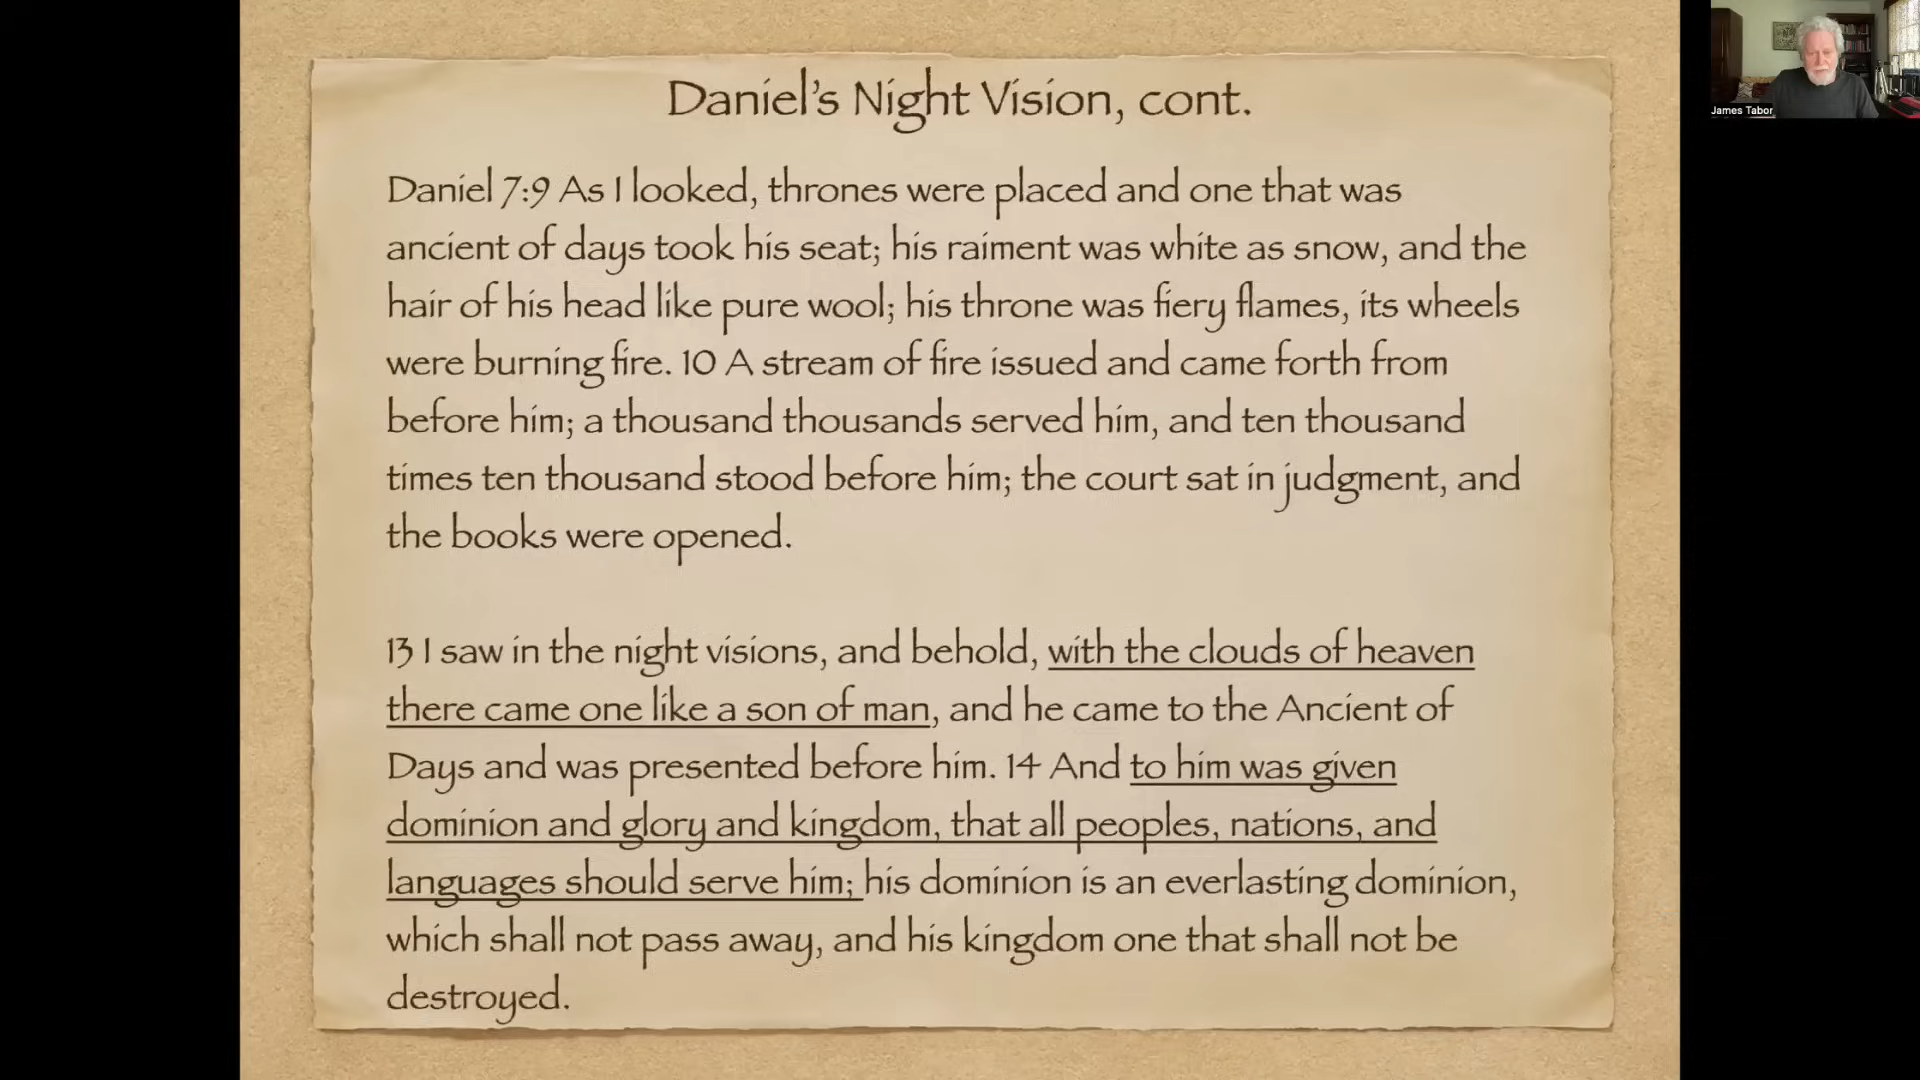 Daniel's Night Vision, cont.
James Tabor
Daniel 7:9 As I looked, thrones were placed and one that was
ancient of days took his seat; his raiment was white as snow, and the
hair of his head like pure wool; his throne was fiery flames, its wheels
were burning fire. 10 A stream of fire issued and came forth from
before him; a thousand thousands served him, and ten thousand
times ten thousand stood before him; the court sat in judgment, and
the books were opened.
13 I saw in the night visions, and behold, with the clouds of heaven
there came one like a son of man, and he came to the Ancient of
Days and was presented before him. 14 And to him was given
dominion and glory and kingdom, that all peoples, nations, and
languages should serve him; his dominion is an everlasting dominion,
which shall not pass away, and his kingdom one that shall not be
destroyed.